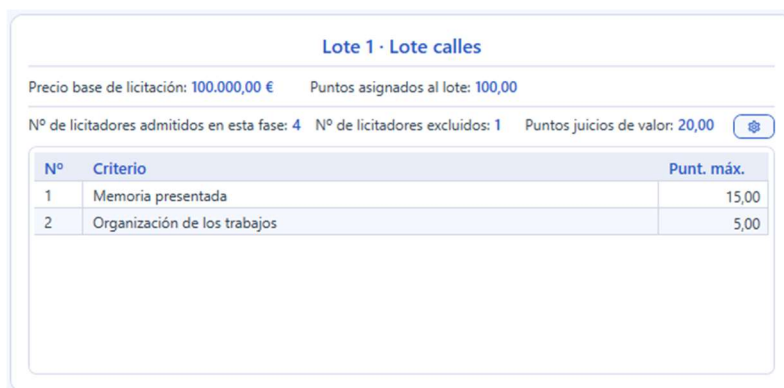 Lote 1 · Lote calles
Precio base de licitación: 100.000,00 € Puntos asignados al lote: 100,00
Nº de licitadores admitidos en esta fase: 4 Nº de licitadores excluidos: 1 Puntos juicios de valor: 20,00
Nº Criterio Punt. máx.
1 Memoria presentada 15,00
2 Organización de los trabajos 5,00